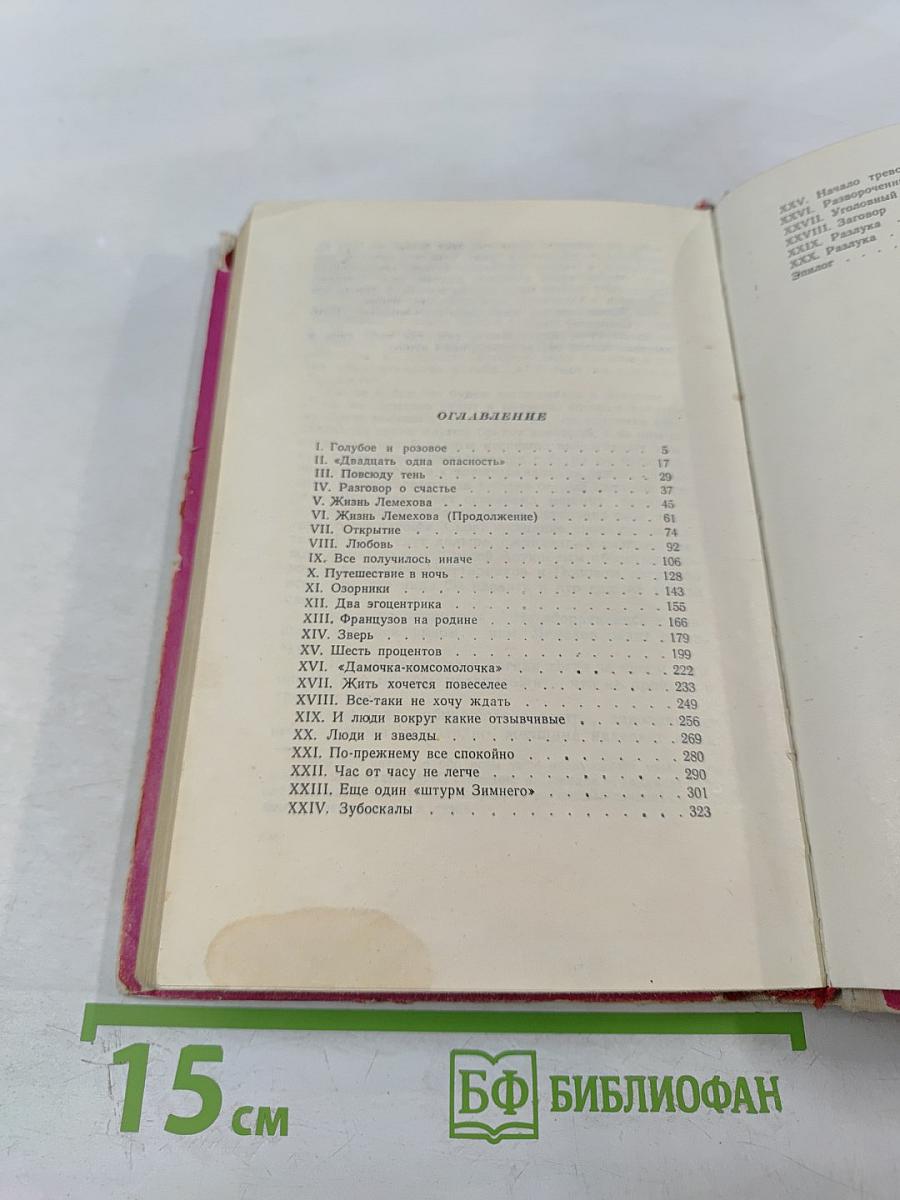 ОГЛАВЛЕНИЕ
I. Голубое и розовое . . . . . . . . . . . . . 5
II. «Двадцать одна опасность» . . . . . . . . . 17
III. Повсюду тень . . . . . . . . . . . . . 29
IV. Разговор о счастье . . . . . . . . . . . . 37
V. Жизнь Лемехова . . . . . . . . . . . . . 45
VI. Жизнь Лемехова (Продолжение) . . . . . . . 61
VII. Открытие . . . . . . . . . . . . . . . 74
VIII. Любовь . . . . . . . . . . . . . . . 92
IX. Все получилось иначе . . . . . . . . . . . 106
X. Путешествие в ночь . . . . . . . . . . . . 128
XI. Озорники . . . . . . . . . . . . . . . 143
XII. Два эгоцентрика . . . . . . . . . . . . 155
XIII. Французов на родине . . . . . . . . . . 166
XIV. Зверь . . . . . . . . . . . . . . . . 179
XV. Шесть процентов . . . . . . . . . . . . 199
XVI. «Дамочка-комсомолочка» . . . . . . . . . 222
XVII. Жить хочется повеселее . . . . . . . . . 233
XVIII. Все-таки не хочу ждать . . . . . . . . . 249
XIX. И люди вокруг какие отзывчивые . . . . . . 256
XX. Люди и звезды . . . . . . . . . . . . . 269
XXI. По-прежнему все спокойно . . . . . . . . . 280
XXII. Час от часу не легче . . . . . . . . . . 290
XXIII. Еще один «штурм Зимнего» . . . . . . . . 301
XXIV. Зубоскалы . . . . . . . . . . . . . . 323
XXV. Начало
XXVI.
XXVII. Уголовный
XXVIII. Заговор
XXIX. Разлука .
XXX. Разлука .
Эпилог . . . .
15 см
БФ БИБЛИОФАН